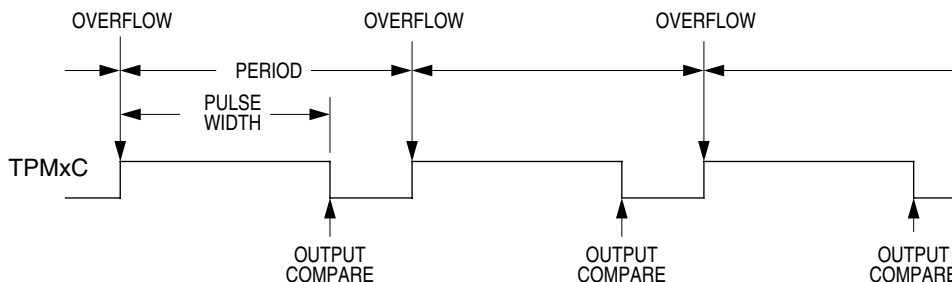 OVERFLOW
OVERFLOW
OVERFLOW
PERIOD
PULSE
WIDTH
TPMxC
OUTPUT
COMPARE
OUTPUT
COMPARE
OUTPUT
COMPARE